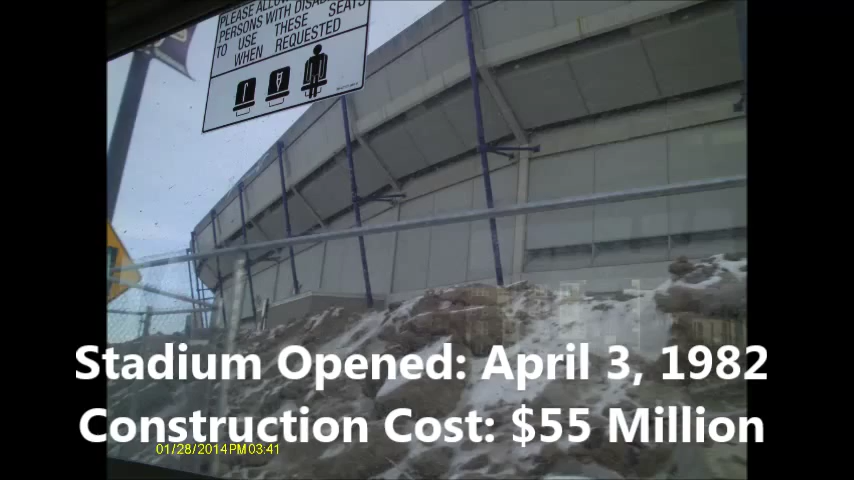 PLEASE ALLOW
PERSONS WITH
TO USE THESE SEATS
WHEN REQUESTED
Stadium Opened: April 3, 1982
Construction Cost: $55 Million
01/28/2014 PM 03:41